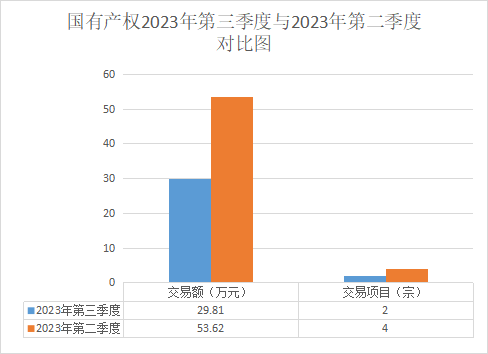 国有产权2023年第三季度与2023年第二季度
对比图
60
50
40
30
20
10
0
交易额（万元） 交易项目（宗）
2023年第三季度 29.81 2
2023年第二季度 53.62 4